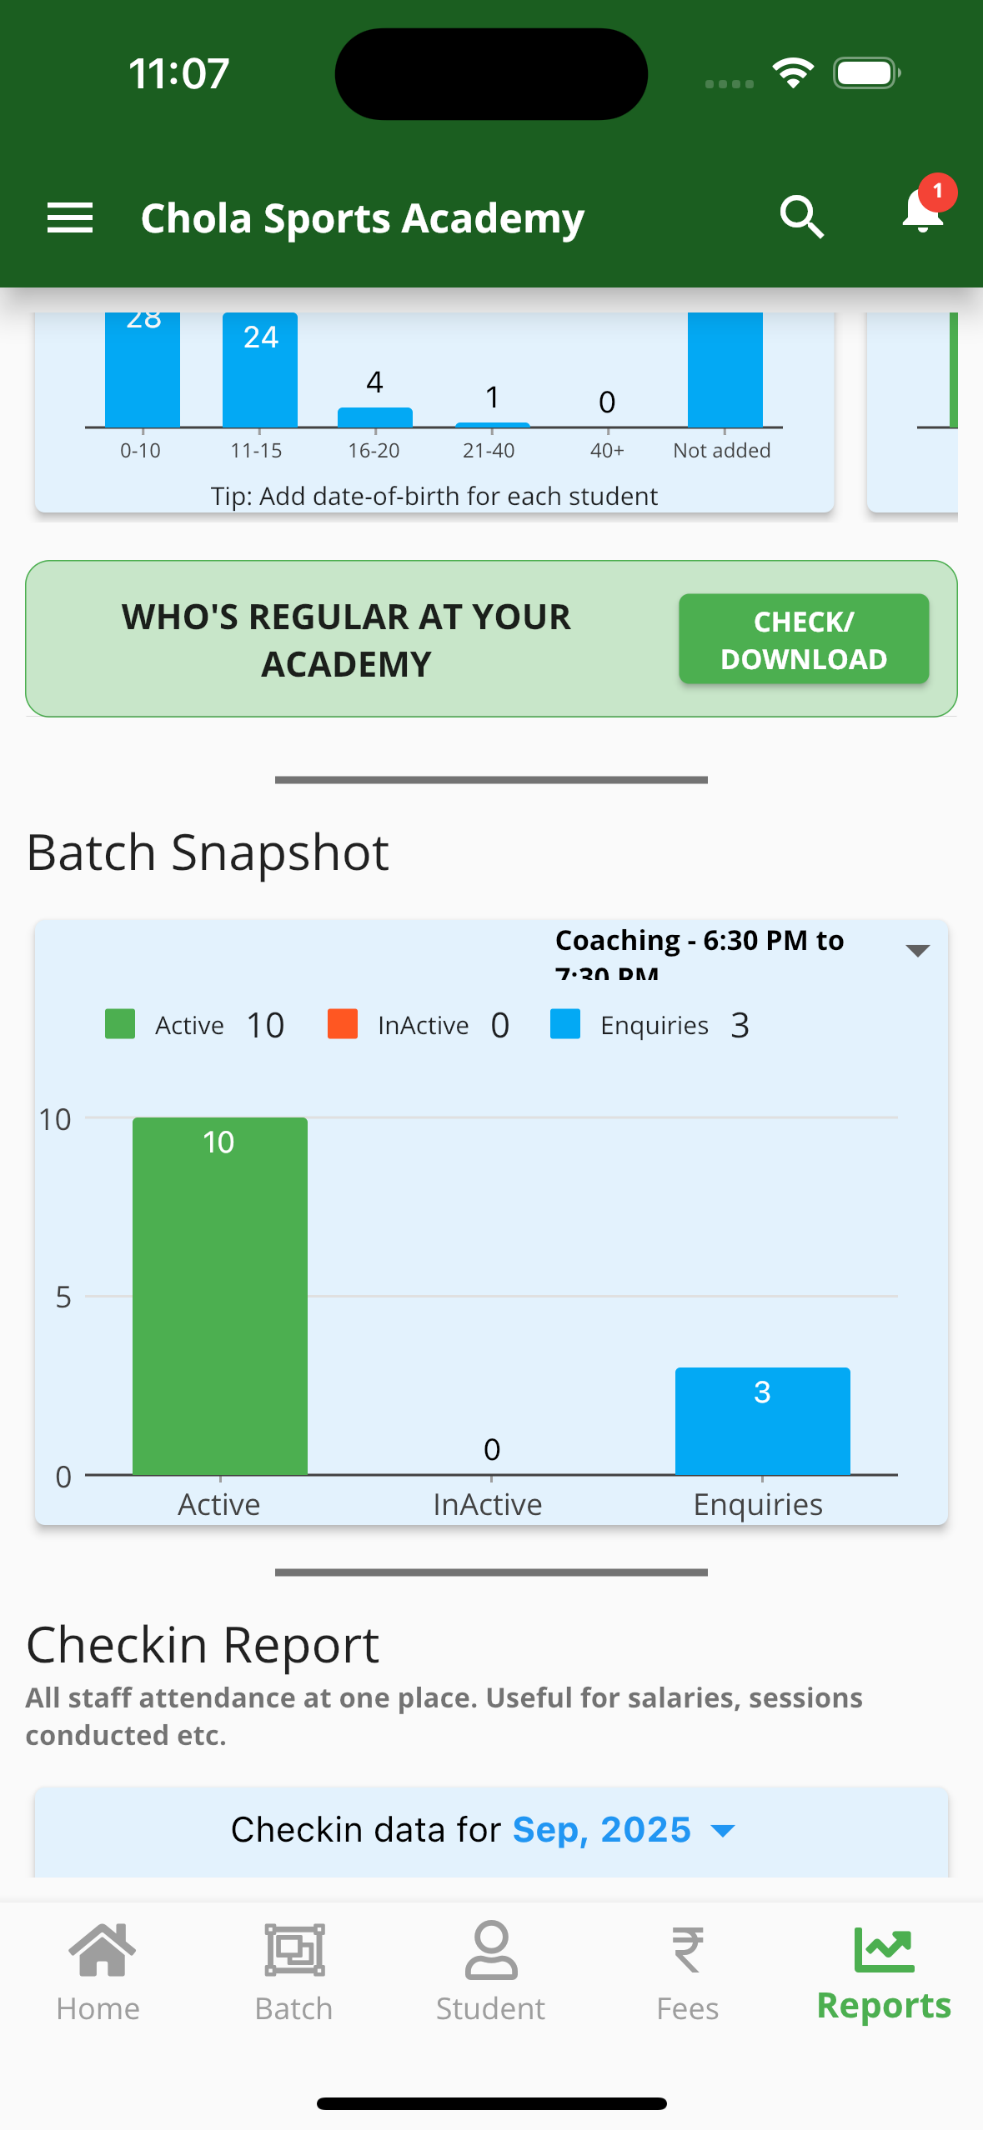 11:07
Chola Sports Academy
1
28
24
4
1
0
0-10
11-15
16-20
21-40
40+
Not added
Tip: Add date-of-birth for each student
WHO'S REGULAR AT YOUR
ACADEMY
CHECK/
DOWNLOAD
Batch Snapshot
Coaching - 6:30 PM to
7:30 PM
Active 10
InActive 0
Enquiries 3
10
10
5
3
0
0
Active
InActive
Enquiries
Checkin Report
All staff attendance at one place. Useful for salaries, sessions
conducted etc.
Checkin data for Sep, 2025
Home
Batch
Student
Fees
Reports